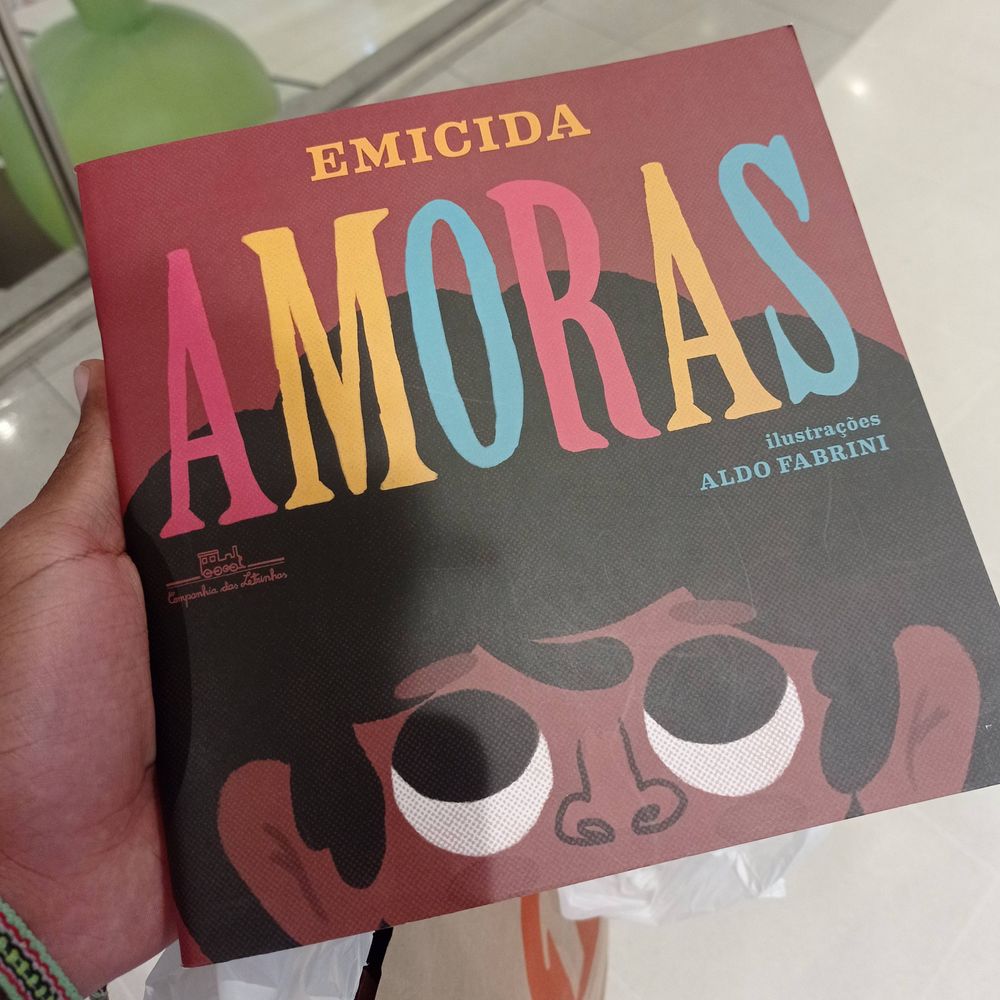 EMICIDA
AMORAS
ilustrações
ALDO FABRINI
Companhia das Letrinhas